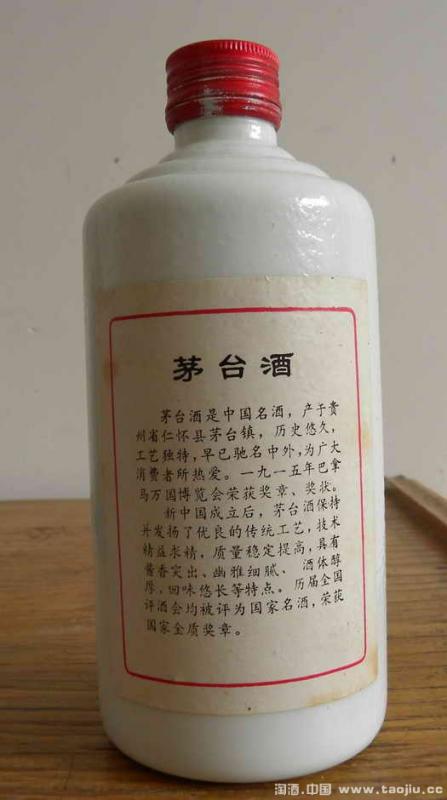 茅台酒
茅台酒是中国名酒，产于贵
州省仁怀县茅台镇，历史悠久，
工艺独特，早已驰名中外，为广大
消费者所热爱。一九一五年巴拿
马万国博览会荣获奖章、奖状。
新中国成立后，茅台酒保持
并发扬了优良的传统工艺，技术
精益求精，质量稳定提高，具有
酱香突出、幽雅细腻、酒体醇
厚，回味悠长等特点。历届全国
评酒会均被评为国家名酒，荣获
国家金质奖章。
淘酒.中国 www.taojiu.cc